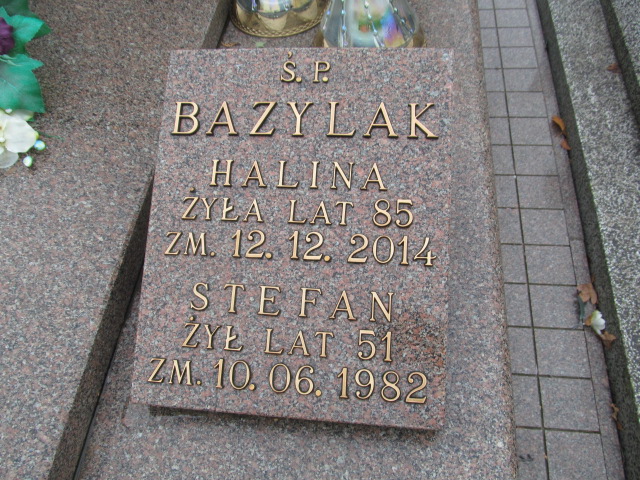 Ś. P.
BAZYLAK
HALINA
ŻYŁA LAT 85
ZM. 12. 12. 2014
STEFAN
ŻYŁ LAT 51
ZM. 10. 06. 1982